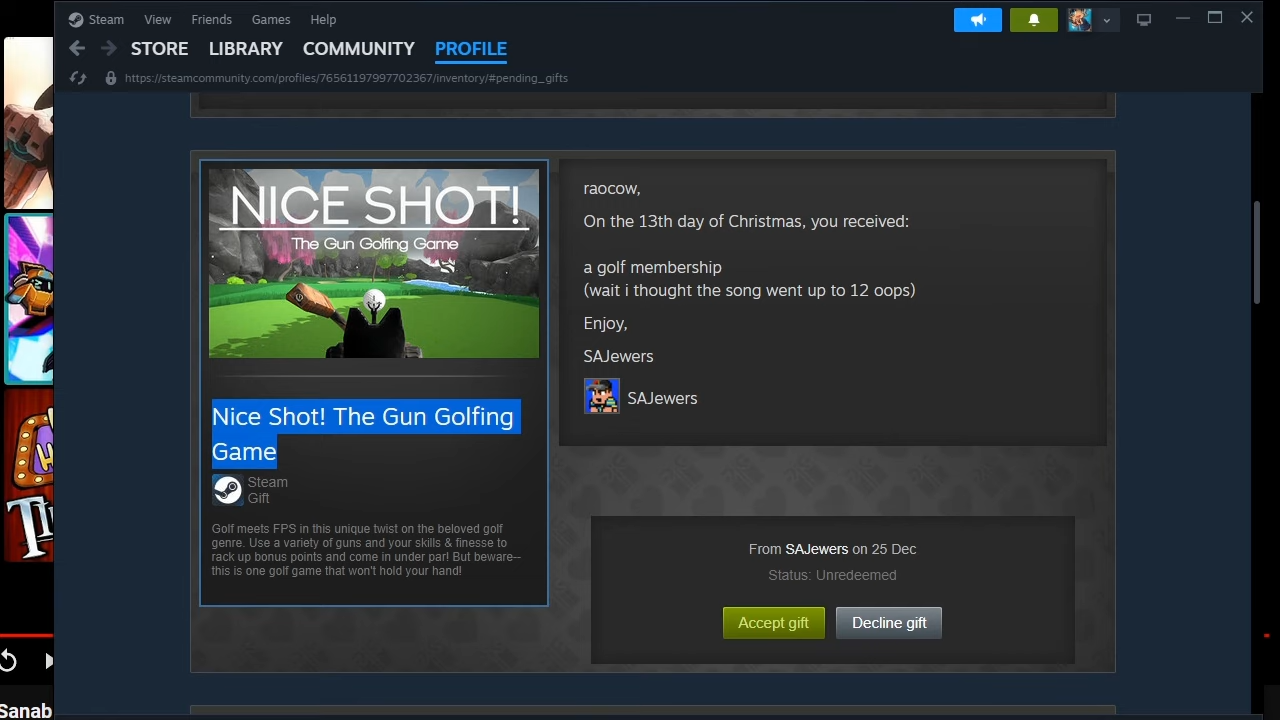 Steam View Friends Games Help
STORE LIBRARY COMMUNITY PROFILE
https://steamcommunity.com/profiles/76561197997702367/inventory/#pending_gifts
NICE SHOT!
The Gun Golfing Game
Nice Shot! The Gun Golfing
Game
Steam
Gift
Golf meets FPS in this unique twist on the beloved golf
genre. Use a variety of guns and your skills & finesse to
rack up bonus points and come in under par! But beware--
this is one golf game that won't hold your hand!
raocow,
On the 13th day of Christmas, you received:
a golf membership
(wait i thought the song went up to 12 oops)
Enjoy,
SAJewers
SAJewers
From SAJewers on 25 Dec
Status: Unredeemed
Accept gift Decline gift
Sanab